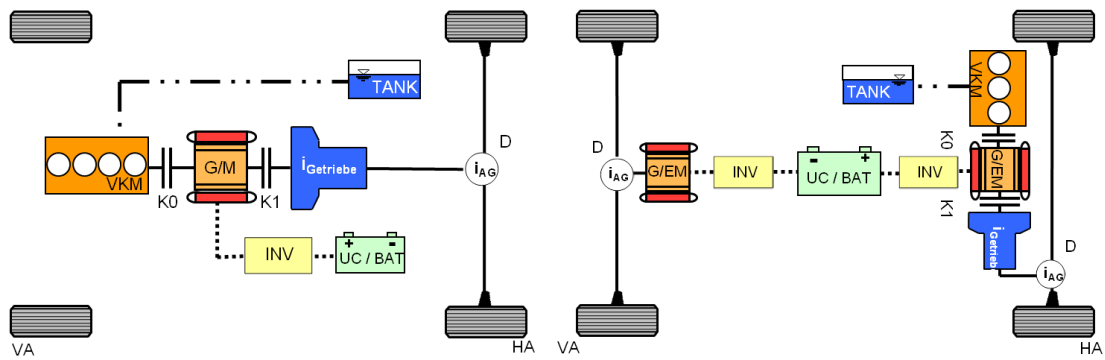 TANK
VKM
G/M
iGetriebe
D
iAG
K0
K1
INV
+ -
UC / BAT
VA
HA
D
iAG
G/EM
INV
- +
UC / BAT
INV
TANK
VKM
K0
G/EM
K1
iGetriebe
D
iAG
VA
HA